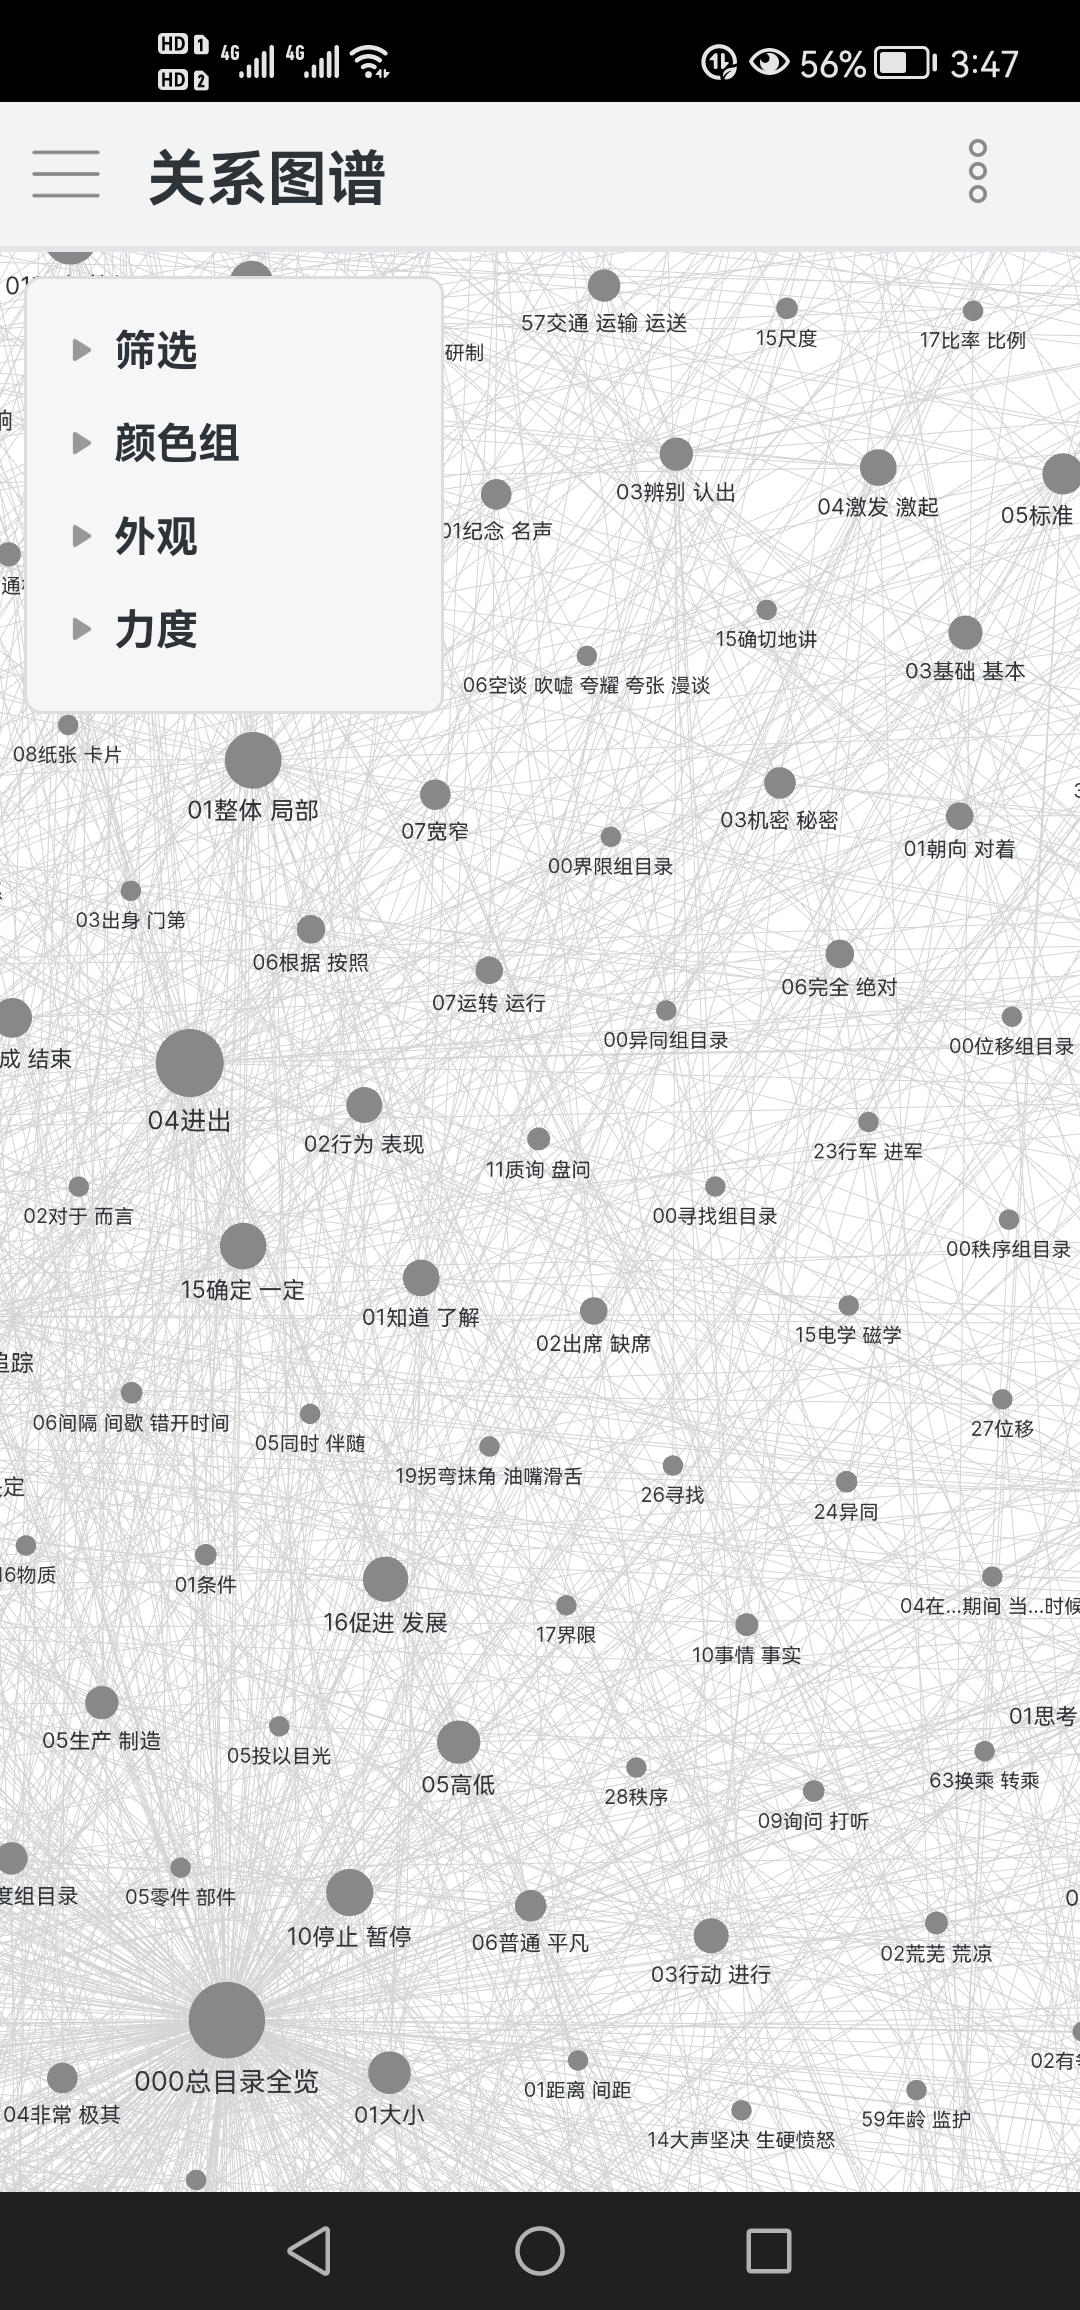 HD 1 4G 4G 56% 3:47
HD 2
关系图谱
筛选
颜色组
外观
力度
57交通 运输 运送
15尺度
17比率 比例
研制
03辨别 认出
04激发 激起
05标准
01纪念 名声
15确切地讲
03基础 基本
06空谈 吹嘘 夸耀 夸张 漫谈
08纸张 卡片
01整体 局部
07宽窄
03机密 秘密
01朝向 对着
00界限组目录
03出身 门第
06根据 按照
07运转 运行
06完全 绝对
00异同组目录
00位移组目录
成 结束
04进出
02行为 表现
11质询 盘问
23行军 进军
02对于 而言
00寻找组目录
00秩序组目录
15确定 一定
01知道 了解
02出席 缺席
15电学 磁学
追踪
06间隔 间歇 错开时间
05同时 伴随
27位移
19拐弯抹角 油嘴滑舌
26寻找
24异同
定
16物质
01条件
16促进 发展
17界限
04在...期间 当...时候
10事情 事实
05生产 制造
05投以目光
05高低
01思考
63换乘 转乘
28秩序
09询问 打听
度组目录
05零件 部件
10停止 暂停
06普通 平凡
03行动 进行
02荒芜 荒凉
000总目录全览
04非常 极其
01大小
01距离 间距
02有
14大声坚决 生硬愤怒
59年龄 监护